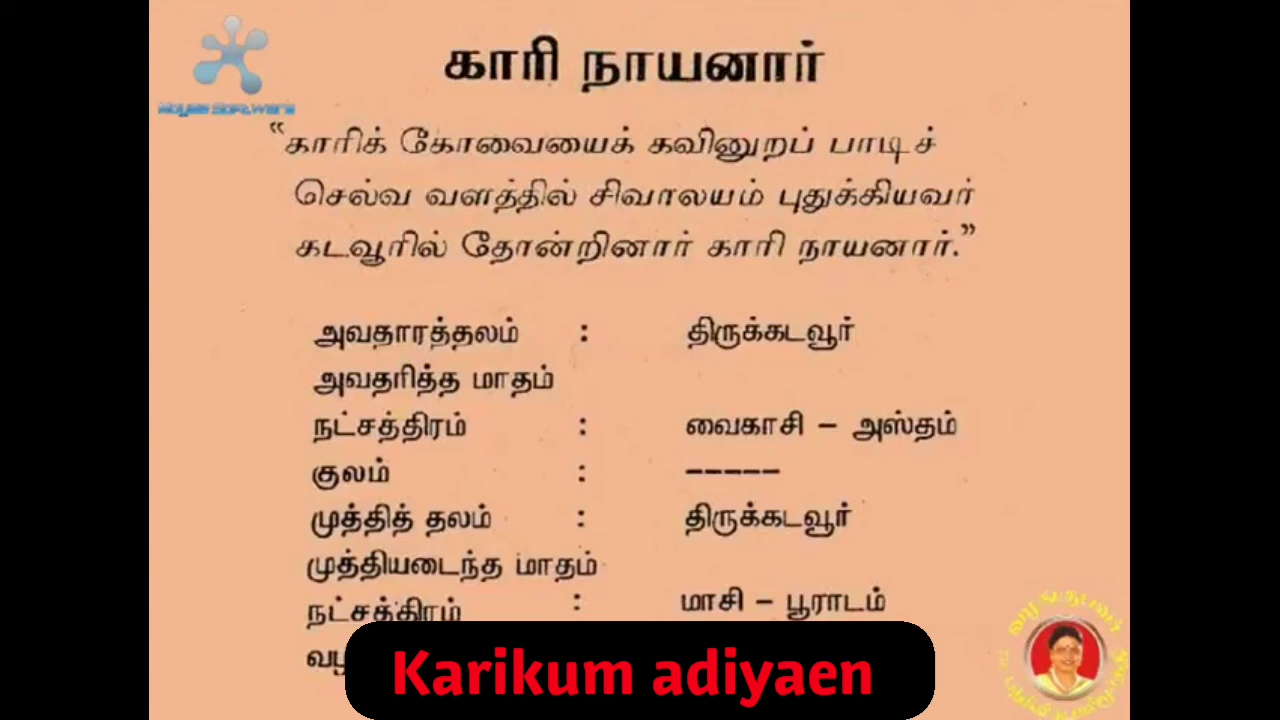 காரி நாயனார்
“காரிக் கோவையைக் கவினுறப் பாடிச்
செல்வ வளத்தில் சிவாலயம் புதுக்கியவர்
கடவூரில் தோன்றினார் காரி நாயனார்.”
அவதாரத்தலம் : திருக்கடவூர்
அவதரித்த மாதம்
நட்சத்திரம் : வைகாசி – அஸ்தம்
குலம் : -----
முத்தித் தலம் : திருக்கடவூர்
முத்தியடைந்த மாதம்
நட்சத்திரம் : மாசி – பூராடம்
Karikum adiyaen